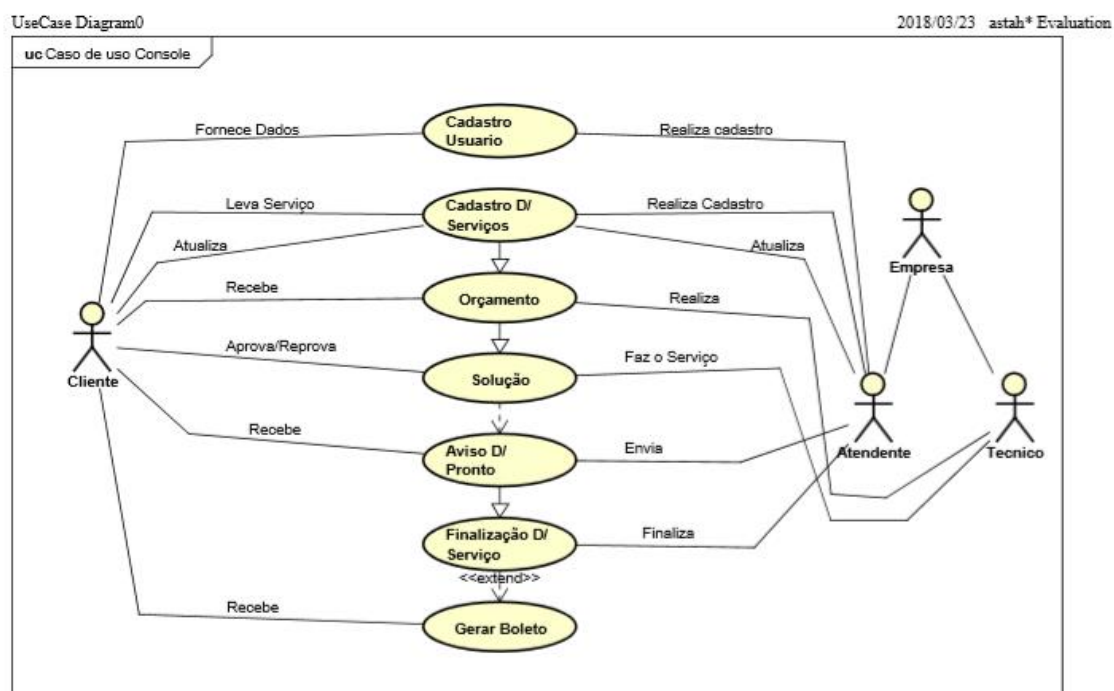 UseCase Diagram0
2018/03/23 astah* Evaluation
uc Caso de uso Console
Fornece Dados
Cadastro
Usuario
Realiza cadastro
Leva Serviço
Cadastro D/
Serviços
Realiza Cadastro
Atualiza
Atualiza
Empresa
Recebe
Orçamento
Realiza
Aprova/Reprova
Solução
Faz o Serviço
Cliente
Recebe
Aviso D/
Pronto
Envia
Atendente
Tecnico
Finalização D/
Serviço
Finaliza
<<extend>>
Recebe
Gerar Boleto